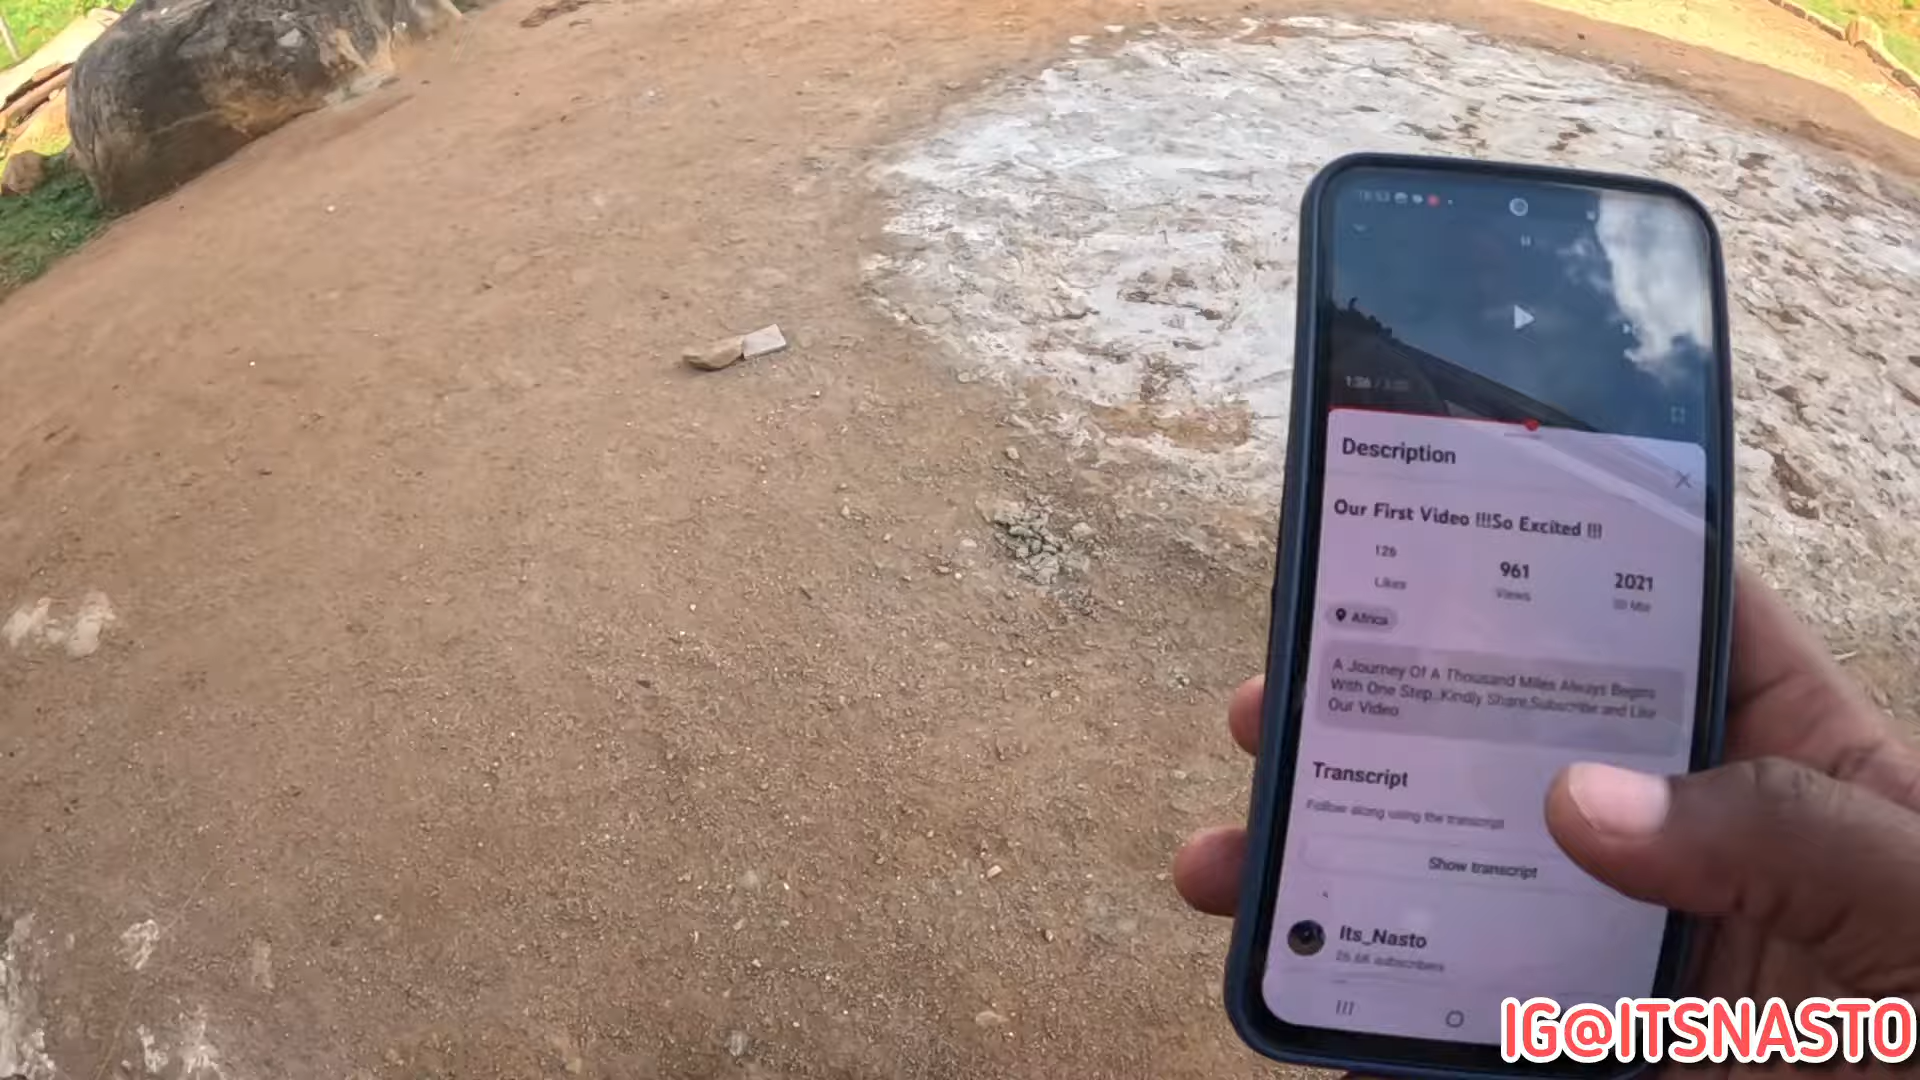 Description
Our First Video !!!So Excited !!!
126
961
2021
Likes
Views
Africa
A Journey Of A Thousand Miles Always Begins
With One Step..Kindly Share,Subscribe and Like
Our Video
Transcript
Follow along using the transcript
Show transcript
Its_Nasto
subscribers
IG@ITSNASTO